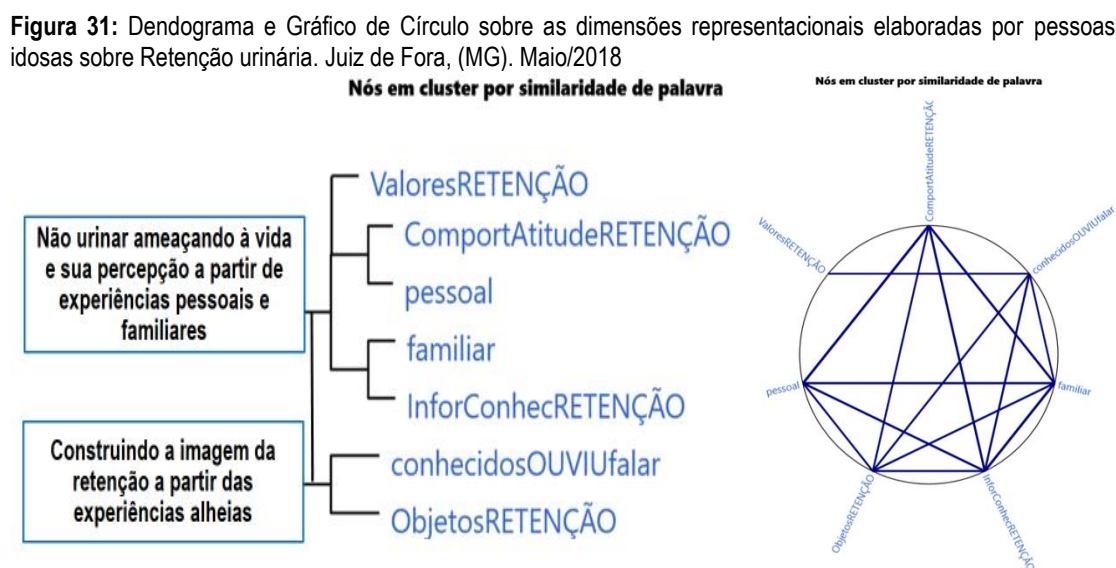 Figura 31: Dendograma e Gráfico de Círculo sobre as dimensões representacionais elaboradas por pessoas
idosas sobre Retenção urinária. Juiz de Fora, (MG). Maio/2018
Nós em cluster por similaridade de palavra
Não urinar ameaçando à vida
e sua percepção a partir de
experiências pessoais e
familiares
Construindo a imagem da
retenção a partir das
experiências alheias
ValoresRETENÇÃO
ComportAtitudeRETENÇÃO
pessoal
familiar
InforConhecRETENÇÃO
conhecidosOUVIUfalar
ObjetosRETENÇÃO
Nós em cluster por similaridade de palavra
ComportAtitudeRETENÇÃO
conhecidosOUVIUfalar
familiar
InforConhecRETENÇÃO
ObjetosRETENÇÃO
pessoal
ValoresRETENÇÃO